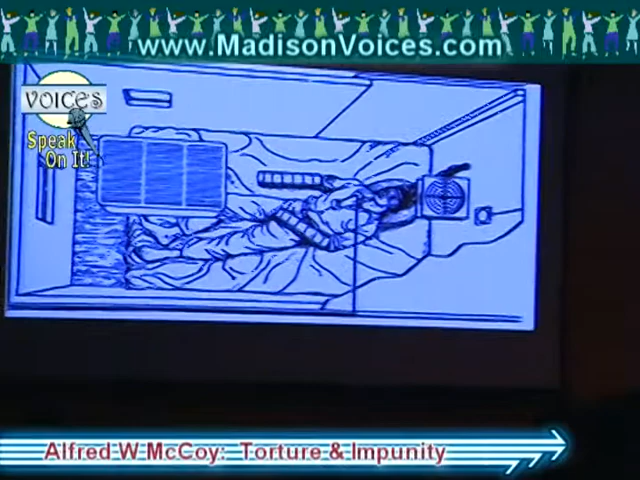 www.MadisonVoices.com
VOICES
Speak
On It!
Alfred W McCoy: Torture & Impunity